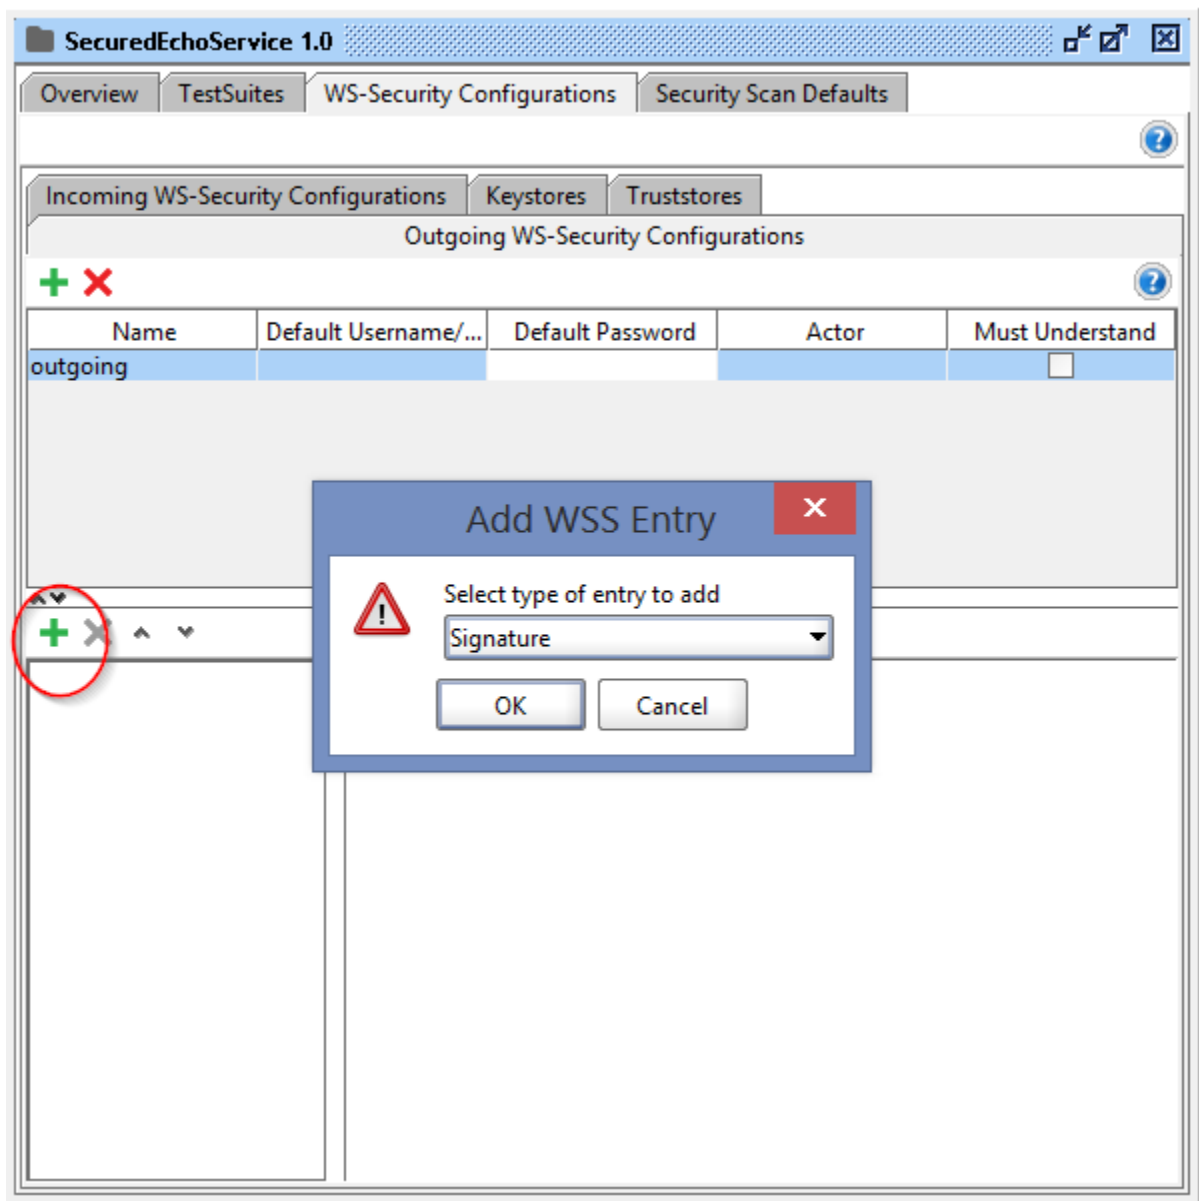 SecuredEchoService 1.0
Overview TestSuites WS-Security Configurations Security Scan Defaults
Incoming WS-Security Configurations Keystores Truststores
Outgoing WS-Security Configurations
Name Default Username/... Default Password Actor Must Understand
outgoing
Add WSS Entry
Select type of entry to add
Signature
OK Cancel